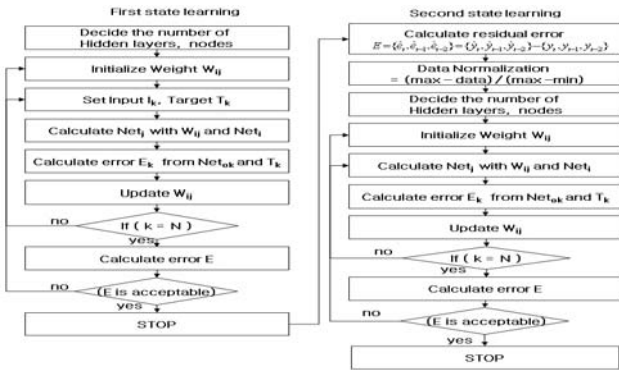 First state learning
Decide the number of
Hidden layers, nodes
Initialize Weight Wij
Set Input Ik, Target Tk
Calculate Netj with Wij and Neti
Calculate error Ek from Netok and Tk
Update Wij
no
If ( k = N )
yes
Calculate error E
no
(E is acceptable)
yes
STOP
Second state learning
Calculate residual error
Data Normalization
= (max-data) / (max-min)
Decide the number of
Hidden layers, nodes
Initialize Weight Wij
Calculate Netj with Wij and Neti
Calculate error Ek from Netok and Tk
Update Wij
no
If ( k = N )
yes
Calculate error E
no
(E is acceptable)
yes
STOP